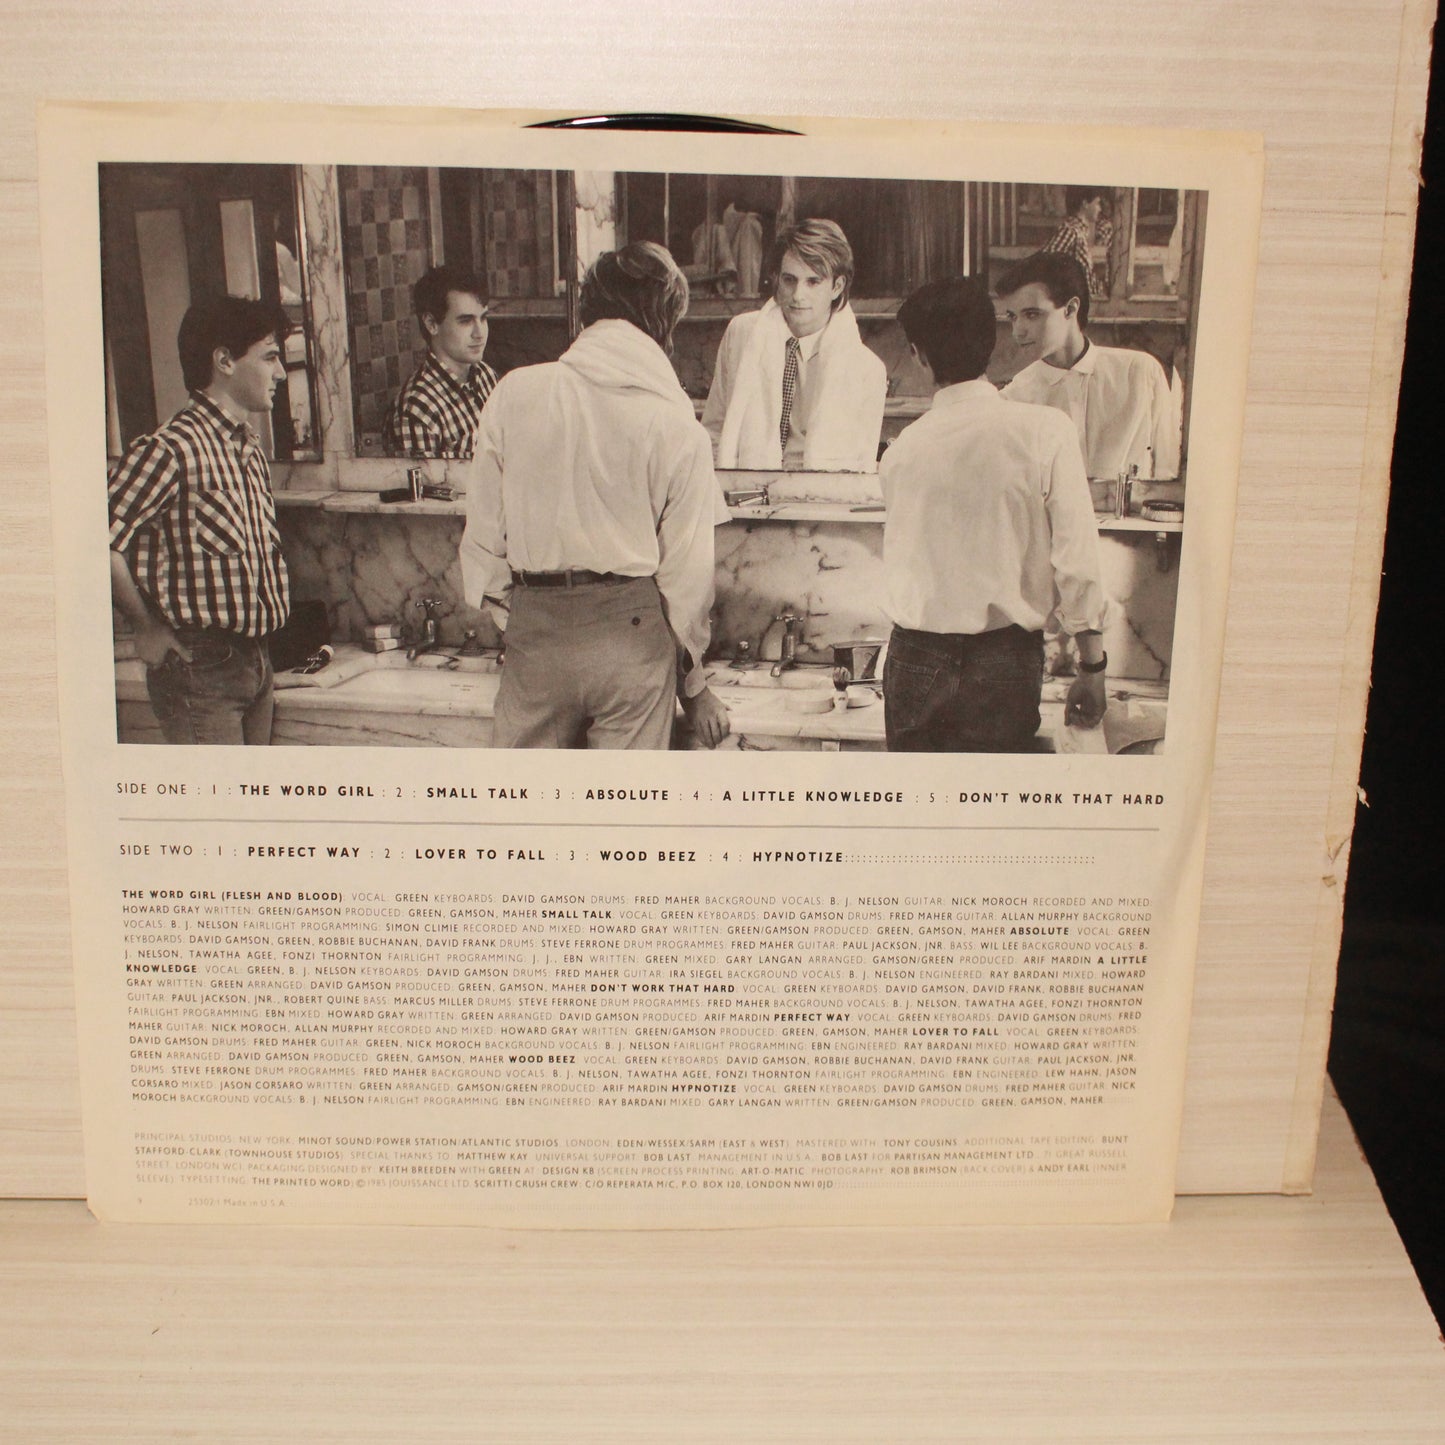 SIDE ONE : 1 : THE WORD GIRL : 2 : SMALL TALK : 3 : ABSOLUTE : 4 : A LITTLE KNOWLEDGE : 5 : DON'T WORK THAT HARD
SIDE TWO : 1 : PERFECT WAY : 2 : LOVER TO FALL : 3 : WOOD BEEZ : 4 : HYPNOTIZE::::::::::::::::::::::::::::::::::::::::::
THE WORD GIRL (FLESH AND BLOOD): VOCAL: GREEN KEYBOARDS: DAVID GAMSON DRUMS: FRED MAHER BACKGROUND VOCALS: B. J. NELSON GUITAR: NICK MOROCH RECORDED AND MIXED:
HOWARD GRAY WRITTEN: GREEN/GAMSON PRODUCED: GREEN, GAMSON, MAHER SMALL TALK: VOCAL: GREEN KEYBOARDS: DAVID GAMSON DRUMS: FRED MAHER GUITAR: ALLAN MURPHY BACKGROUND
VOCALS: B. J. NELSON FAIRLIGHT PROGRAMMING: SIMON CLIMIE RECORDED AND MIXED: HOWARD GRAY WRITTEN: GREEN/GAMSON PRODUCED: GREEN, GAMSON, MAHER ABSOLUTE: VOCAL: GREEN
KEYBOARDS: DAVID GAMSON, GREEN, ROBBIE BUCHANAN, DAVID FRANK DRUMS: STEVE FERRONE DRUM PROGRAMMES: FRED MAHER GUITAR: PAUL JACKSON, JNR. BASS: WIL LEE BACKGROUND VOCALS: B.
J. NELSON, TAWATHA AGEE, FONZI THORNTON FAIRLIGHT PROGRAMMING: J. J., EBN WRITTEN: GREEN MIXED: GARY LANGAN ARRANGED: GAMSON/GREEN PRODUCED: ARIF MARDIN A LITTLE
KNOWLEDGE: VOCAL: GREEN, B. J. NELSON KEYBOARDS: DAVID GAMSON DRUMS: FRED MAHER GUITAR: IRA SIEGEL BACKGROUND VOCALS: B. J. NELSON ENGINEERED: RAY BARDANI MIXED: HOWARD
GRAY WRITTEN: GREEN ARRANGED: DAVID GAMSON PRODUCED: GREEN, GAMSON, MAHER DON'T WORK THAT HARD: VOCAL: GREEN KEYBOARDS: DAVID GAMSON, DAVID FRANK, ROBBIE BUCHANAN
GUITAR: PAUL JACKSON, JNR., ROBERT QUINE BASS: MARCUS MILLER DRUMS: STEVE FERRONE DRUM PROGRAMMES: FRED MAHER BACKGROUND VOCALS: B. J. NELSON, TAWATHA AGEE, FONZI THORNTON
FAIRLIGHT PROGRAMMING: EBN MIXED: HOWARD GRAY WRITTEN: GREEN ARRANGED: DAVID GAMSON PRODUCED: ARIF MARDIN PERFECT WAY: VOCAL: GREEN KEYBOARDS: DAVID GAMSON DRUMS: FRED
MAHER GUITAR: NICK MOROCH, ALLAN MURPHY RECORDED AND MIXED: HOWARD GRAY WRITTEN: GREEN/GAMSON PRODUCED: GREEN, GAMSON, MAHER LOVER TO FALL: VOCAL: GREEN KEYBOARDS:
DAVID GAMSON DRUMS: FRED MAHER GUITAR: GREEN, NICK MOROCH BACKGROUND VOCALS: B. J. NELSON FAIRLIGHT PROGRAMMING: EBN ENGINEERED: RAY BARDANI MIXED: HOWARD GRAY WRITTEN:
GREEN ARRANGED: DAVID GAMSON PRODUCED: GREEN, GAMSON, MAHER WOOD BEEZ: VOCAL: GREEN KEYBOARDS: DAVID GAMSON, ROBBIE BUCHANAN, DAVID FRANK GUITAR: PAUL JACKSON, JNR.
DRUMS: STEVE FERRONE DRUM PROGRAMMES: FRED MAHER BACKGROUND VOCALS: B. J. NELSON, TAWATHA AGEE, FONZI THORNTON FAIRLIGHT PROGRAMMING: EBN ENGINEERED: LEW HAHN, JASON
CORSARO MIXED: JASON CORSARO WRITTEN: GREEN ARRANGED: GAMSON/GREEN PRODUCED: ARIF MARDIN HYPNOTIZE: VOCAL: GREEN KEYBOARDS: DAVID GAMSON DRUMS: FRED MAHER GUITAR: NICK
MOROCH BACKGROUND VOCALS: B. J. NELSON FAIRLIGHT PROGRAMMING: EBN ENGINEERED: RAY BARDANI MIXED: GARY LANGAN WRITTEN: GREEN/GAMSON PRODUCED: GREEN, GAMSON, MAHER::::::::
PRINCIPAL STUDIOS: NEW YORK, MINOT SOUND/POWER STATION/ATLANTIC STUDIOS, LONDON, EDEN/WESSEX/SARM (EAST & WEST). MASTERED WITH: TONY COUSINS. ADDITIONAL TAPE EDITING: BUNT
STAFFORD-CLARK (TOWNHOUSE STUDIOS). SPECIAL THANKS TO: MATTHEW KAY. UNIVERSAL SUPPORT: BOB LAST. MANAGEMENT IN U.S.A.: BOB LAST FOR PARTISAN MANAGEMENT LTD., 71 GREAT RUSSELL
STREET, LONDON WC1. PACKAGING DESIGNED BY: KEITH BREEDEN WITH GREEN AT: DESIGN KB (SCREEN PROCESS PRINTING: ART-O-MATIC. PHOTOGRAPHY: ROB BRIMSON (BACK COVER) & ANDY EARL (INNER
SLEEVE), TYPESETTING: THE PRINTED WORD) © 1985 JOUISSANCE LTD. SCRITTI CRUSH CREW: C/O REPERATA M/C, P.O. BOX 120, LONDON NW1 0JD::::::::::::::::::::::::::
9 25302-1 Made in U.S.A.